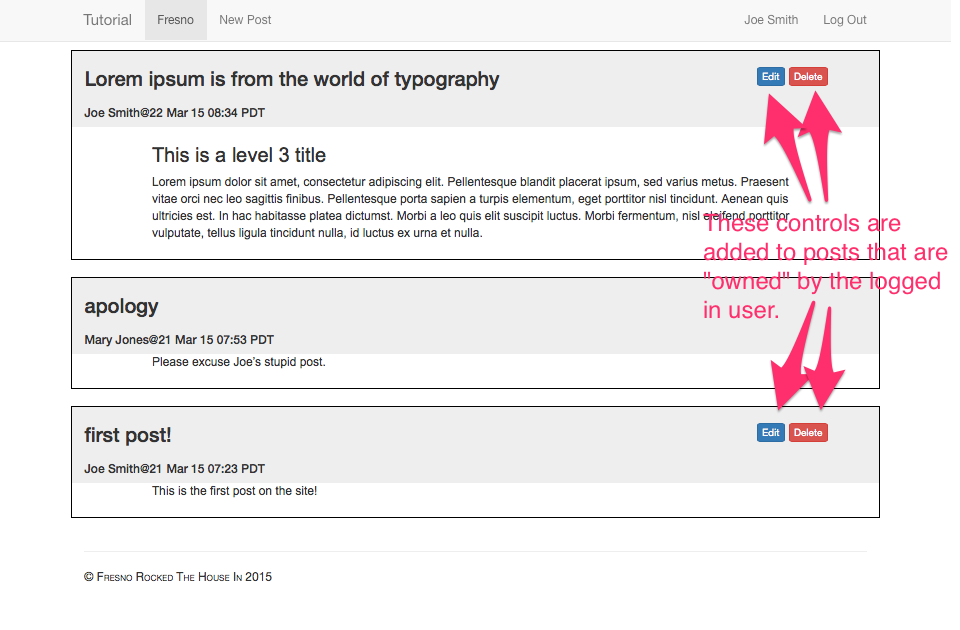 Tutorial Fresno New Post Joe Smith Log Out
Lorem ipsum is from the world of typography Edit Delete
Joe Smith@22 Mar 15 08:34 PDT
This is a level 3 title
Lorem ipsum dolor sit amet, consectetur adipiscing elit. Pellentesque blandit placerat ipsum, sed varius metus. Praesent
vitae orci nec leo sagittis finibus. Pellentesque porta sapien a turpis elementum, eget porttitor nisl tincidunt. Aenean quis
ultricies est. In hac habitasse platea dictumst. Morbi a leo quis elit suscipit luctus. Morbi fermentum, nisl eleifend porttitor
vulputate, tellus ligula tincidunt nulla, id luctus ex urna et nulla.
These controls are
added to posts that are
"owned" by the logged
in user.
apology
Mary Jones@21 Mar 15 07:53 PDT
Please excuse Joe's stupid post.
first post! Edit Delete
Joe Smith@21 Mar 15 07:23 PDT
This is the first post on the site!
© Fresno Rocked The House In 2015